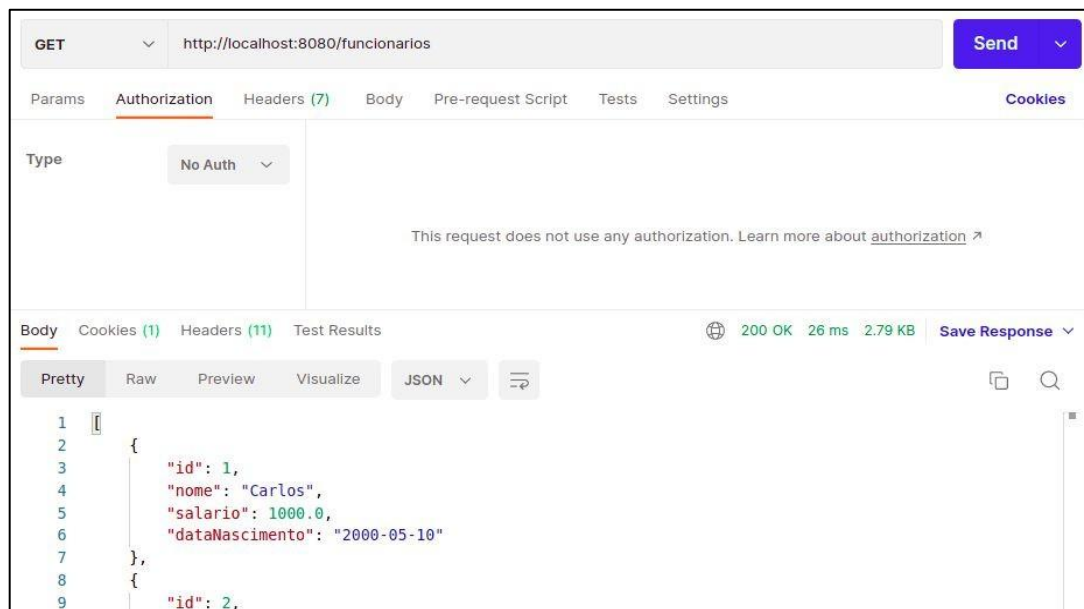 GET http://localhost:8080/funcionarios Send
Params Authorization Headers (7) Body Pre-request Script Tests Settings Cookies
Type No Auth
This request does not use any authorization. Learn more about authorization ↗
Body Cookies (1) Headers (11) Test Results 200 OK 26 ms 2.79 KB Save Response
Pretty Raw Preview Visualize JSON
1 [
2 {
3 "id": 1,
4 "nome": "Carlos",
5 "salario": 1000.0,
6 "dataNascimento": "2000-05-10"
7 },
8 {
9 "id": 2,